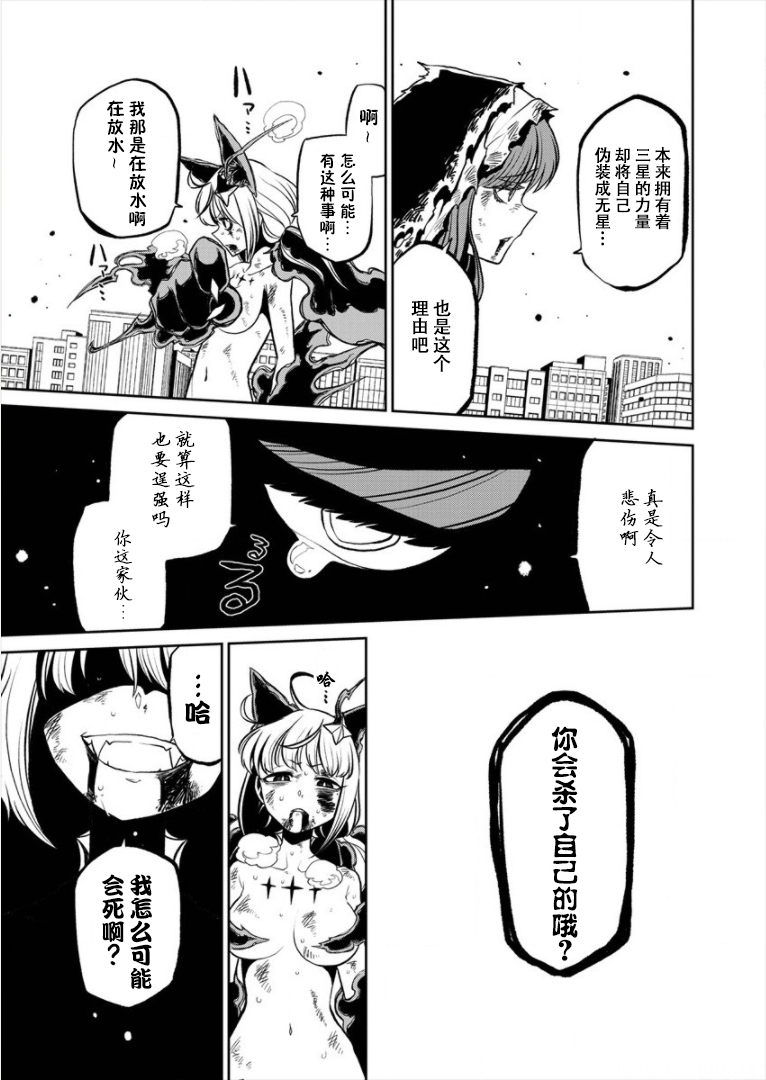 本来拥有着
三星的力量
却将自己
伪装成无星…
也是这个
理由吧
啊~
怎么可能…
有这种事啊…
ハァ…
ハァ…
我那是在放水啊
在放水~
真是令人
悲伤啊
就算这样
也要逞强吗
你这家伙…
你会杀了自己的哦?
哈…
…哈
我怎么可能
会死啊?